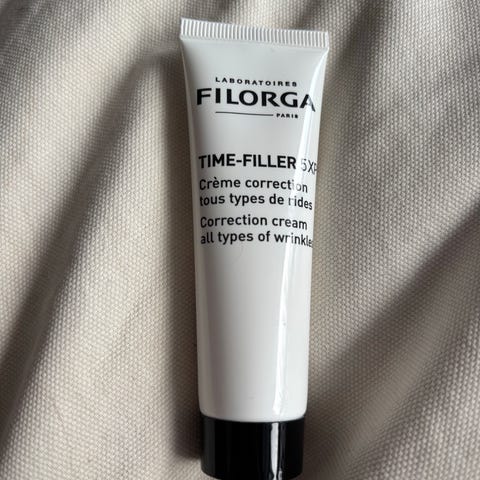 LABORATOIRES
FILORGA
PARIS
TIME-FILLER 5XP
Crème correction
tous types de rides
Correction cream
all types of wrinkles